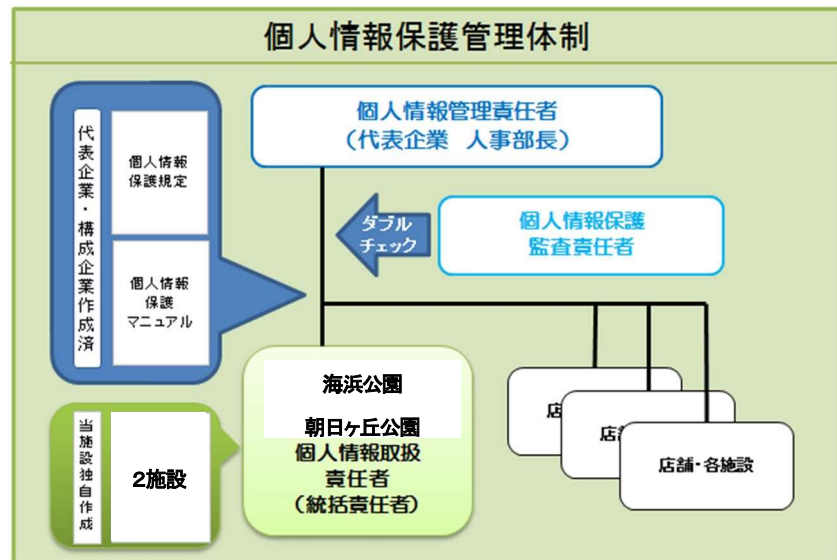 個人情報保護管理体制
代表企業・構成企業作成済
個人情報
保護規定
個人情報
保護
マニュアル
個人情報管理責任者
（代表企業 人事部長）
ダブル
チェック
個人情報保護
監査責任者
当施設独自作成
2施設
海浜公園
朝日ヶ丘公園
個人情報取扱
責任者
（統括責任者）
店
店舗
店舗・各施設